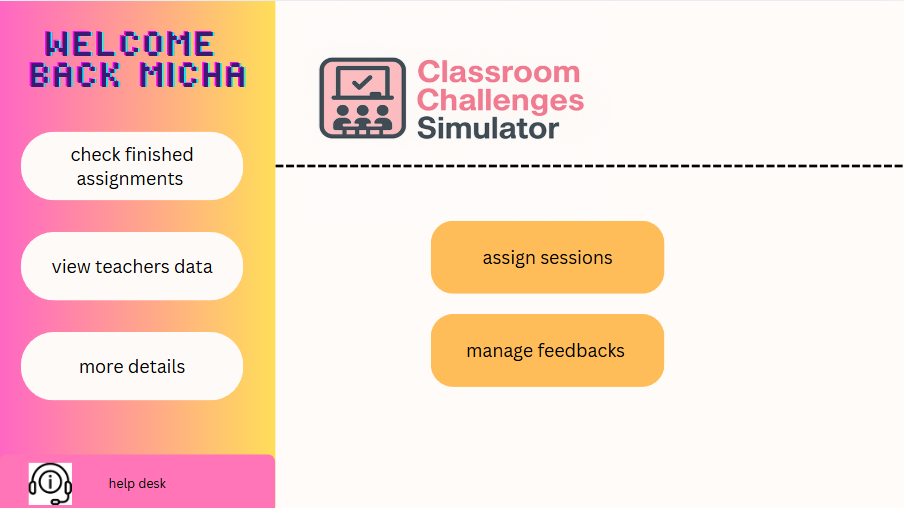 WELCOME
BACK MICHA
check finished
assignments
view teachers data
more details
help desk
Classroom
Challenges
Simulator
assign sessions
manage feedbacks